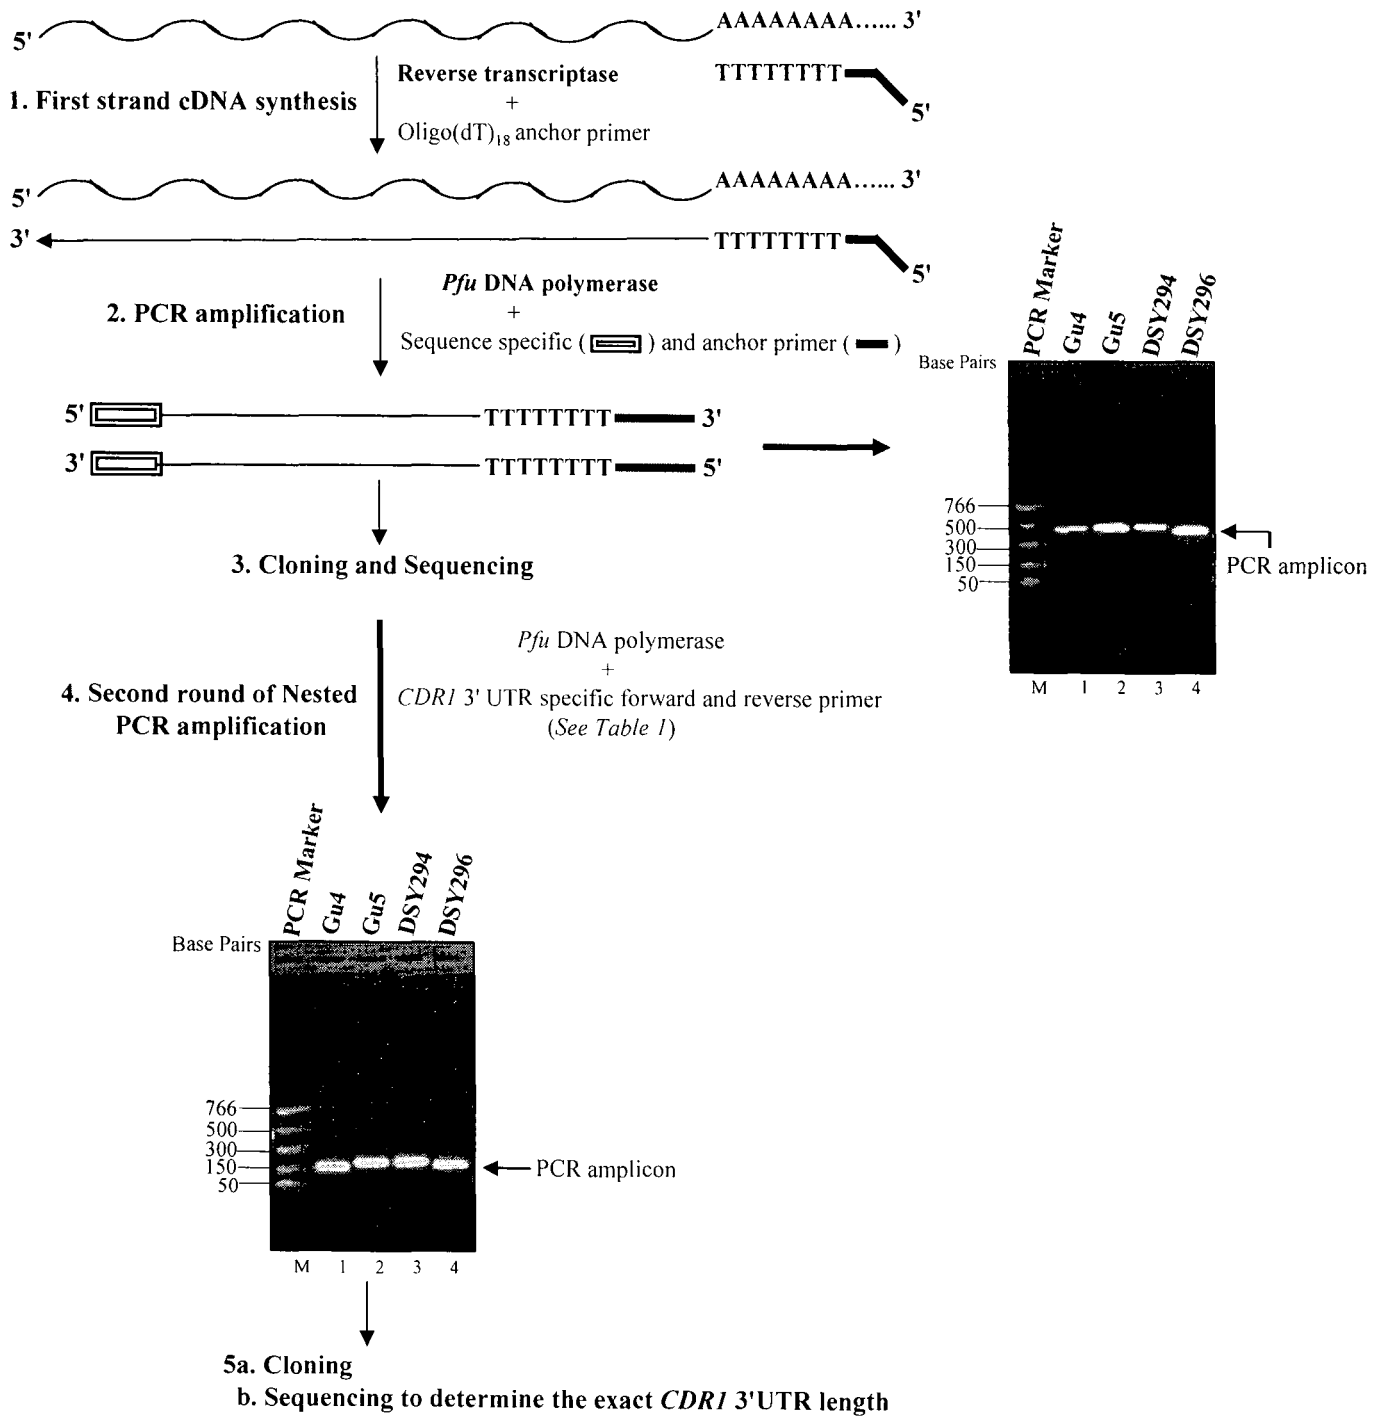 5' AAAAAAAA...... 3'
TTTTTTTT 5'
1. First strand cDNA synthesis
Reverse transcriptase
+
Oligo(dT)18 anchor primer
5' AAAAAAAA...... 3'
3' TTTTTTTT 5'
2. PCR amplification
Pfu DNA polymerase
+
Sequence specific ( ) and anchor primer ( )
5' TTTTTTTT 3'
3' TTTTTTTT 5'
PCR Marker
Gu4
Gu5
DSY294
DSY296
Base Pairs
766
500
300
150
50
PCR amplicon
M 1 2 3 4
3. Cloning and Sequencing
Pfu DNA polymerase
+
CDR1 3' UTR specific forward and reverse primer
(See Table 1)
4. Second round of Nested
PCR amplification
PCR Marker
Gu4
Gu5
DSY294
DSY296
Base Pairs
766
500
300
150
50
PCR amplicon
M 1 2 3 4
5a. Cloning
b. Sequencing to determine the exact CDR1 3'UTR length